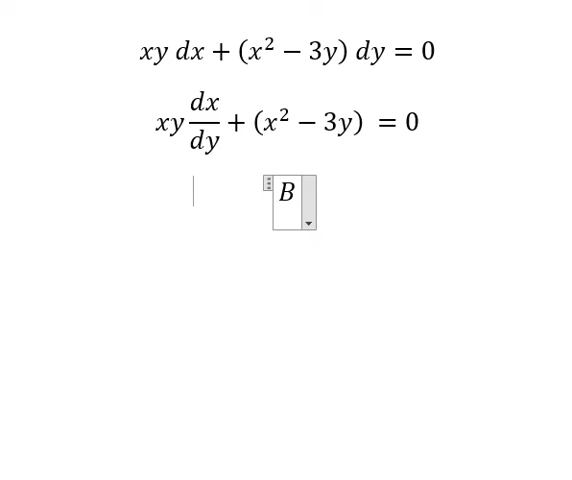 xy dx + (x² − 3y) dy = 0
xy dx/dy + (x² − 3y) = 0
B